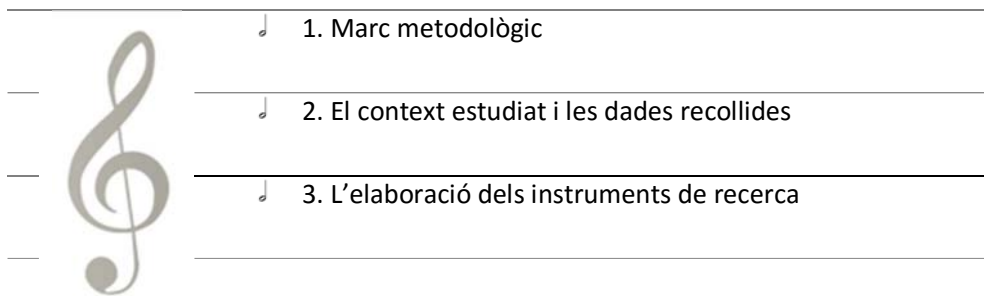 1. Marc metodològic
2. El context estudiat i les dades recollides
3. L’elaboració dels instruments de recerca